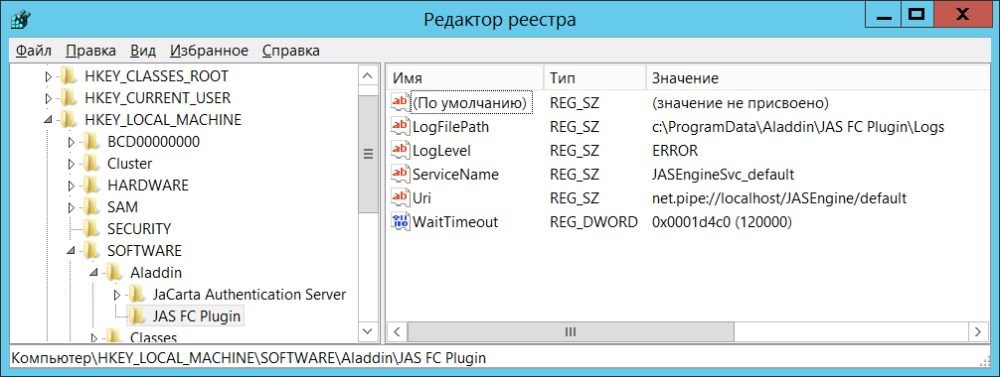 Редактор реестра
Файл Правка Вид Избранное Справка
HKEY_CLASSES_ROOT
HKEY_CURRENT_USER
HKEY_LOCAL_MACHINE
BCD00000000
Cluster
HARDWARE
SAM
SECURITY
SOFTWARE
Aladdin
JaCarta Authentication Server
JAS FC Plugin
Classes
Имя Тип Значение
(По умолчанию) REG_SZ (значение не присвоено)
LogFilePath REG_SZ c:\ProgramData\Aladdin\JAS FC Plugin\Logs
LogLevel REG_SZ ERROR
ServiceName REG_SZ JASEngineSvc_default
Uri REG_SZ net.pipe://localhost/JASEngine/default
WaitTimeout REG_DWORD 0x0001d4c0 (120000)
Компьютер\HKEY_LOCAL_MACHINE\SOFTWARE\Aladdin\JAS FC Plugin